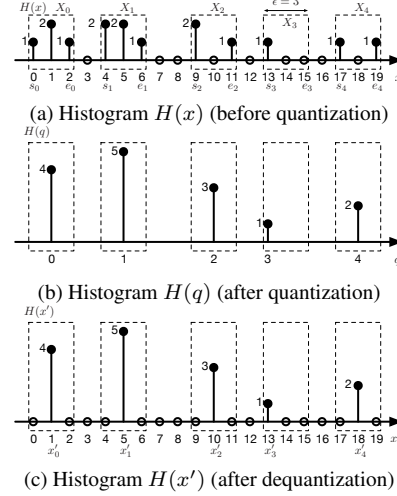 H(x) X₀ X₁ X₂ ϵ = 3 X₃ X₄
1 2 1 2 2 1 2 1 1 1 1
0 1 2 3 4 5 6 7 8 9 10 11 12 13 14 15 16 17 18 19 x
s₀ e₀ s₁ e₁ s₂ e₂ s₃ e₃ s₄ e₄
(a) Histogram H(x) (before quantization)
H(q)
4 5 3 1 2
0 1 2 3 4 q
(b) Histogram H(q) (after quantization)
H(x′)
4 5 3 1 2
0 1 2 3 4 5 6 7 8 9 10 11 12 13 14 15 16 17 18 19 x
x′₀ x′₁ x′₂ x′₃ x′₄
(c) Histogram H(x′) (after dequantization)